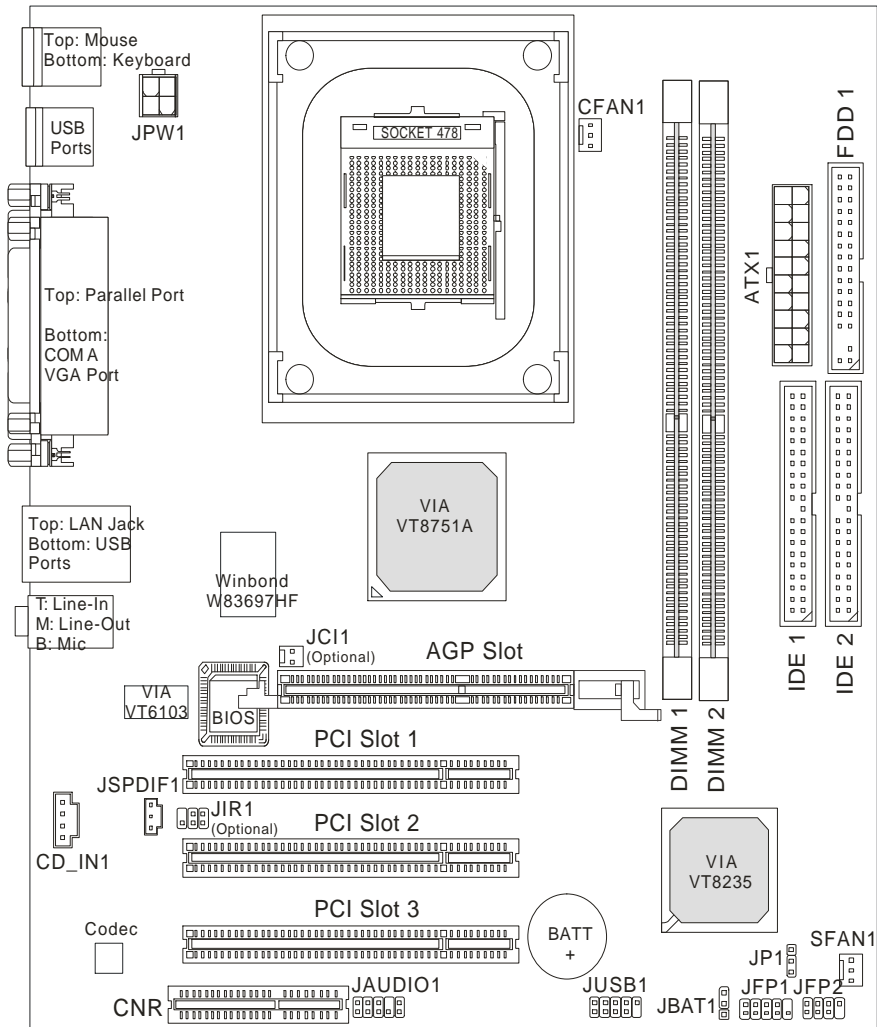 Top: Mouse
Bottom: Keyboard
JPW1
USB
Ports
SOCKET 478
CFAN1
FDD 1
ATX1
Top: Parallel Port
Bottom:
COM A
VGA Port
VIA
VT8751A
Top: LAN Jack
Bottom: USB
Ports
Winbond
W83697HF
T: Line-In
M: Line-Out
B: Mic
JCI1
(Optional)
AGP Slot
IDE 1
IDE 2
VIA
VT6103
BIOS
DIMM 1
DIMM 2
PCI Slot 1
JSPDIF1
JIR1
(Optional)
PCI Slot 2
CD_IN1
VIA
VT8235
PCI Slot 3
Codec
BATT
+
SFAN1
JP1
CNR
JAUDIO1
JUSB1
JBAT1
JFP1
JFP2